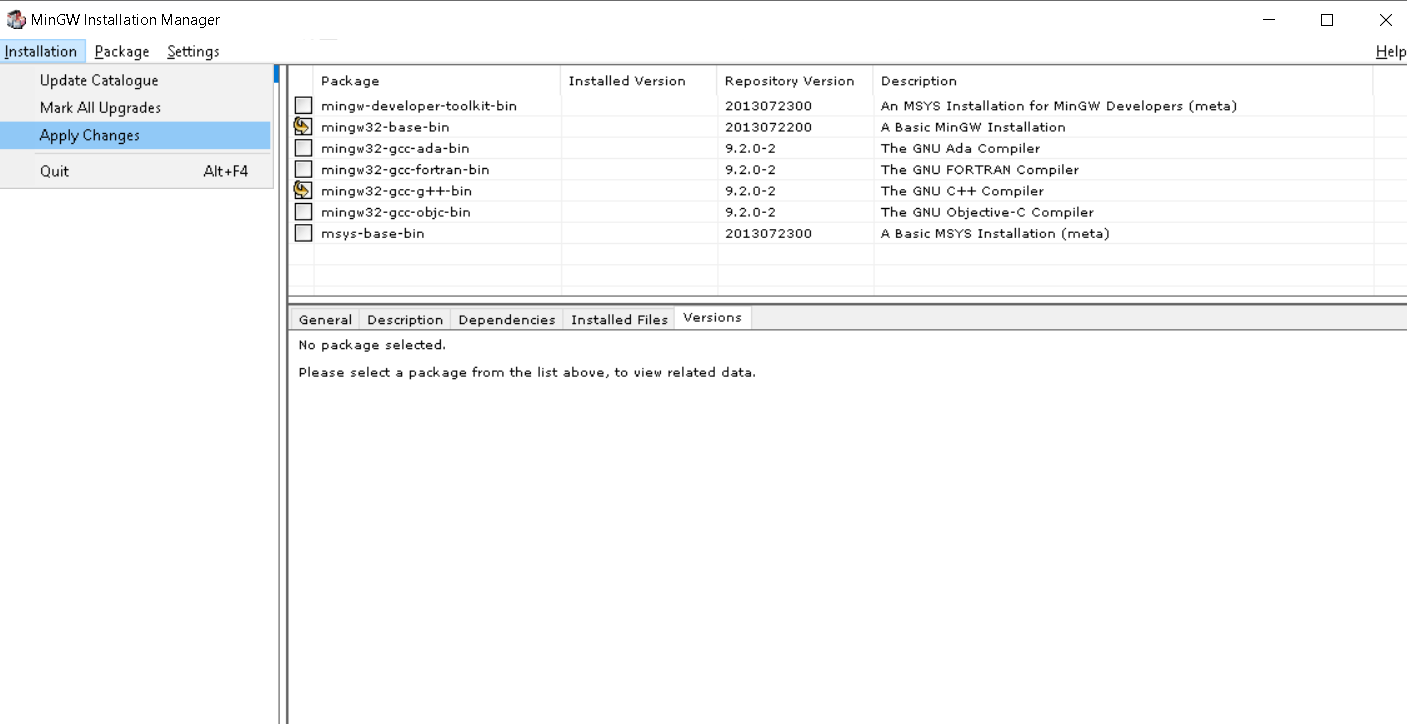 MinGW Installation Manager
Installation Package Settings Help
Update Catalogue
Mark All Upgrades
Apply Changes
Quit Alt+F4
Package Installed Version Repository Version Description
mingw-developer-toolkit-bin 2013072300 An MSYS Installation for MinGW Developers (meta)
mingw32-base-bin 2013072200 A Basic MinGW Installation
mingw32-gcc-ada-bin 9.2.0-2 The GNU Ada Compiler
mingw32-gcc-fortran-bin 9.2.0-2 The GNU FORTRAN Compiler
mingw32-gcc-g++-bin 9.2.0-2 The GNU C++ Compiler
mingw32-gcc-objc-bin 9.2.0-2 The GNU Objective-C Compiler
msys-base-bin 2013072300 A Basic MSYS Installation (meta)
General Description Dependencies Installed Files Versions
No package selected.
Please select a package from the list above, to view related data.